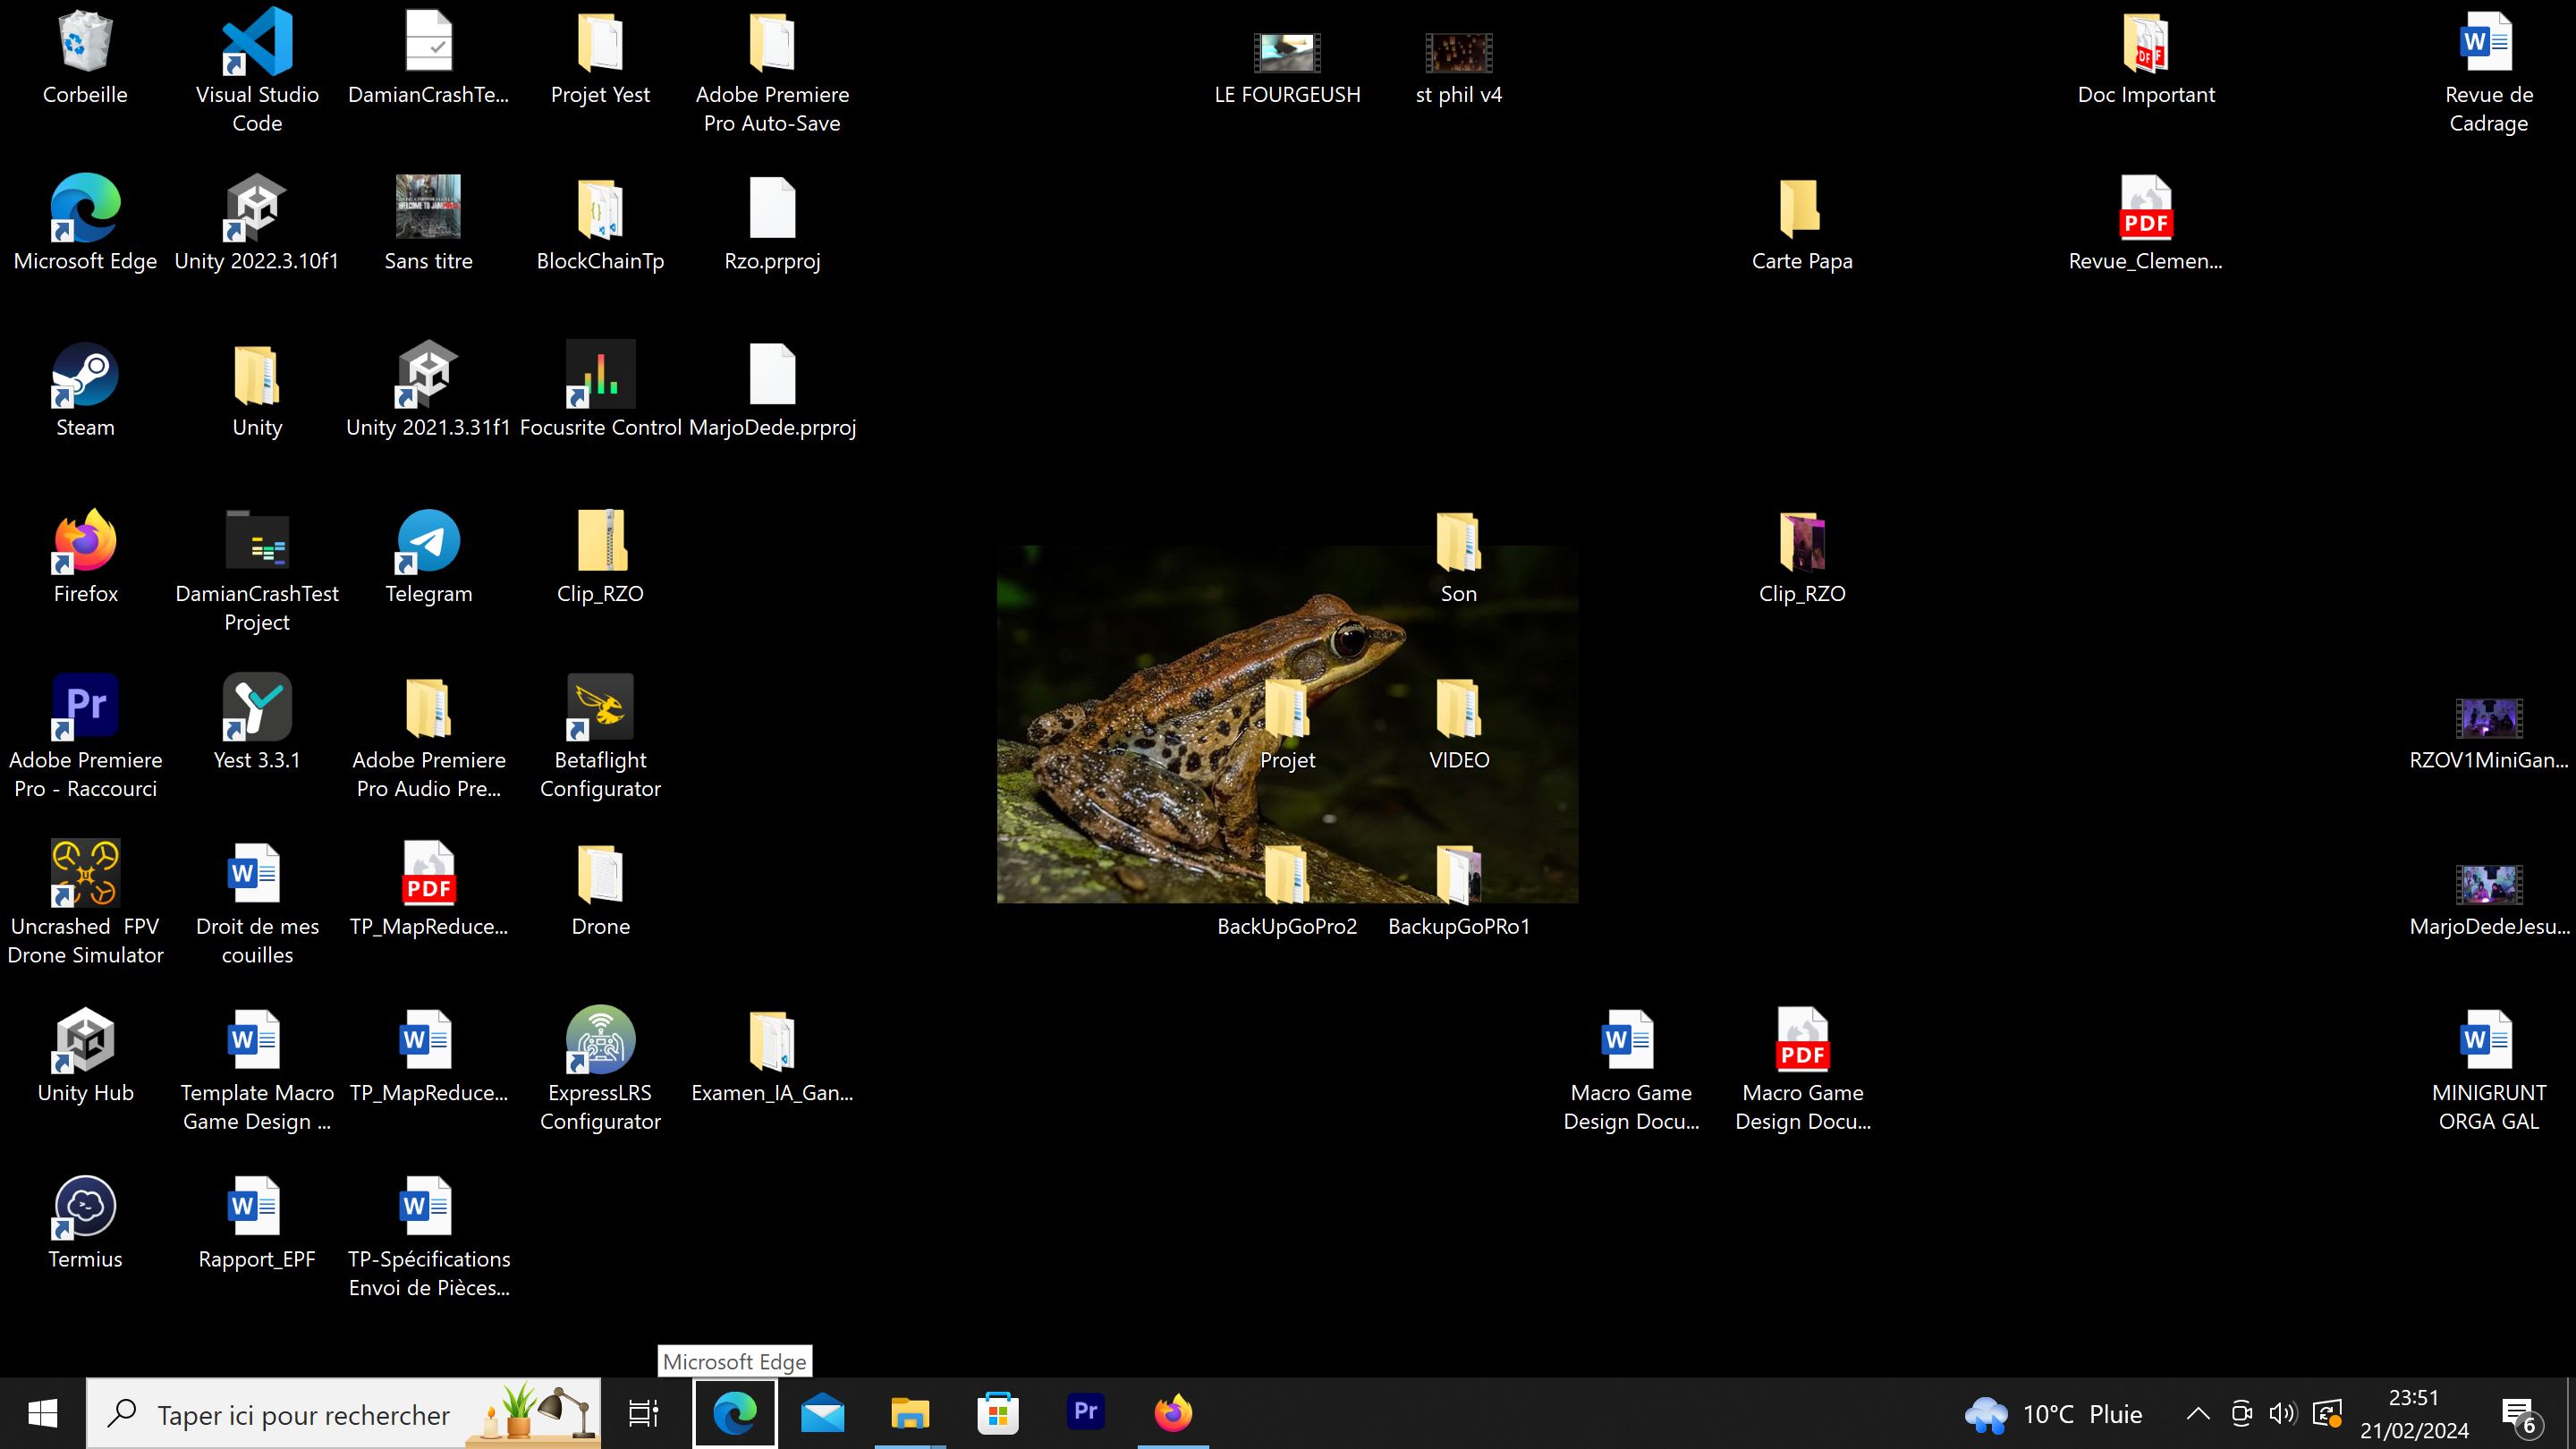 Corbeille
Visual Studio
Code
DamianCrashTe...
Projet Yest
Adobe Premiere
Pro Auto-Save
LE FOURGEUSH
st phil v4
Doc Important
Revue de
Cadrage
Microsoft Edge
Unity 2022.3.10f1
Sans titre
BlockChainTp
Rzo.prproj
Carte Papa
PDF
Revue_Clemen...
Steam
Unity
Unity 2021.3.31f1
Focusrite Control
MarjoDede.prproj
Firefox
DamianCrashTest
Project
Telegram
Clip_RZO
Son
Clip_RZO
Pr
Adobe Premiere
Pro - Raccourci
Yest 3.3.1
Adobe Premiere
Pro Audio Pre...
Betaflight
Configurator
Projet
VIDEO
RZOV1MiniGan...
Uncrashed FPV
Drone Simulator
Droit de mes
couilles
PDF
TP_MapReduce...
Drone
BackUpGoPro2
BackupGoPRo1
MarjoDedeJesu...
Unity Hub
Template Macro
Game Design ...
TP_MapReduce...
ExpressLRS
Configurator
Examen_IA_Gan...
Macro Game
Design Docu...
PDF
Macro Game
Design Docu...
MINIGRUNT
ORGA GAL
Termius
Rapport_EPF
TP-Spécifications
Envoi de Pièces...
Microsoft Edge
Taper ici pour rechercher
Pr
10°C Pluie
23:51
21/02/2024
6